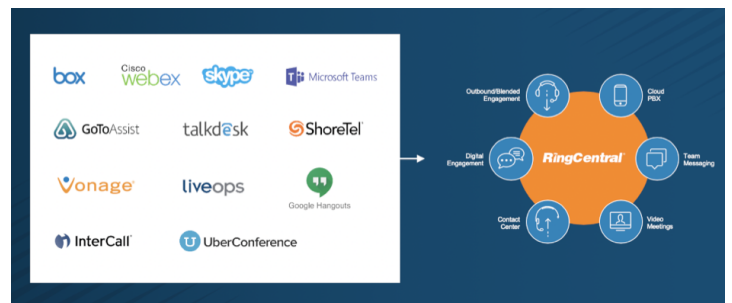 box
Cisco
webex
skype
Microsoft Teams
GoToAssist
talkdesk
ShoreTel
Vonage
liveops
Google Hangouts
InterCall
UberConference
Outbound/Blended
Engagement
Cloud
PBX
Digital
Engagement
RingCentral
Team
Messaging
Contact
Center
Video
Meetings